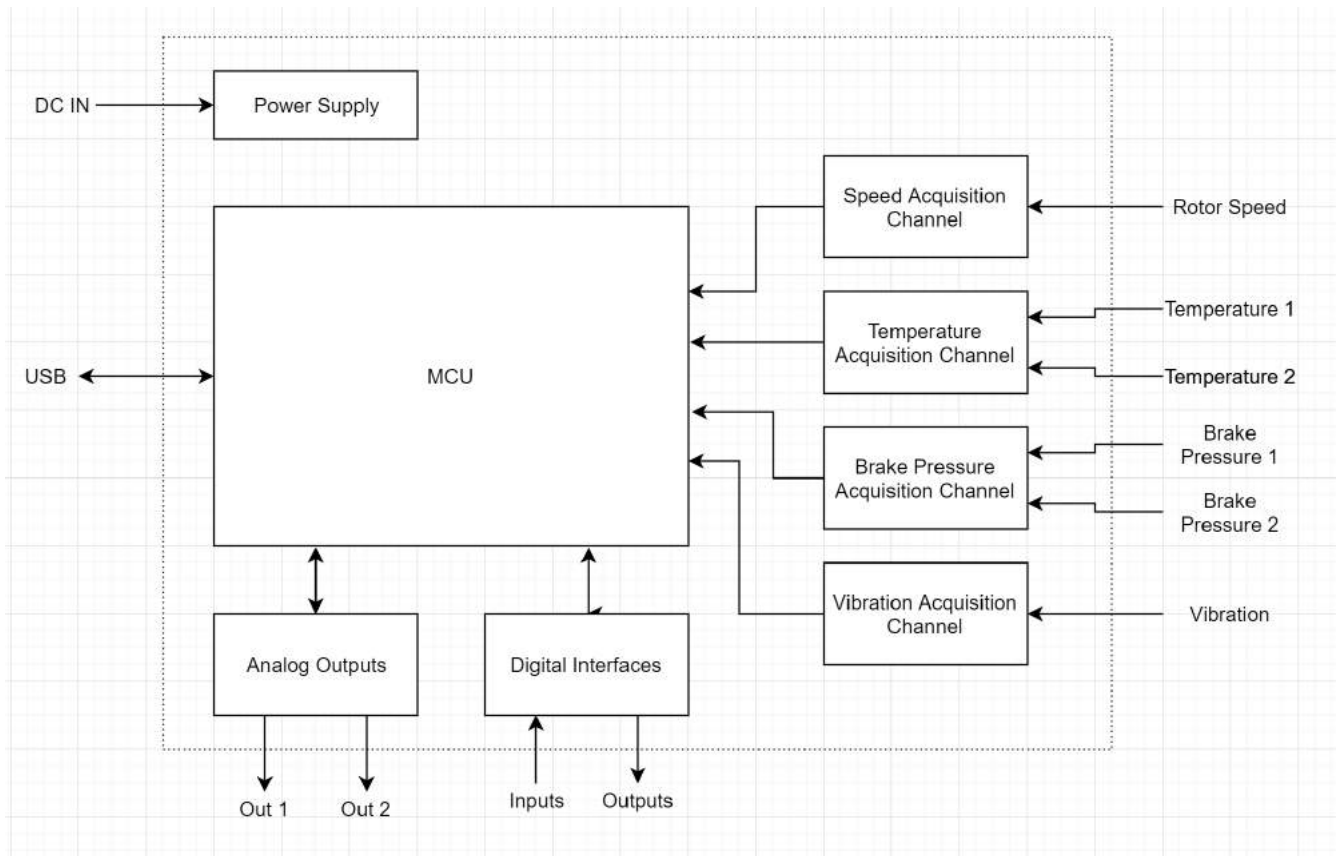 DC IN
Power Supply
Speed Acquisition
Channel
Rotor Speed
Temperature 1
Temperature
Acquisition Channel
Temperature 2
USB
MCU
Brake
Pressure 1
Brake Pressure
Acquisition Channel
Brake
Pressure 2
Vibration Acquisition
Channel
Vibration
Analog Outputs
Digital Interfaces
Out 1
Out 2
Inputs
Outputs